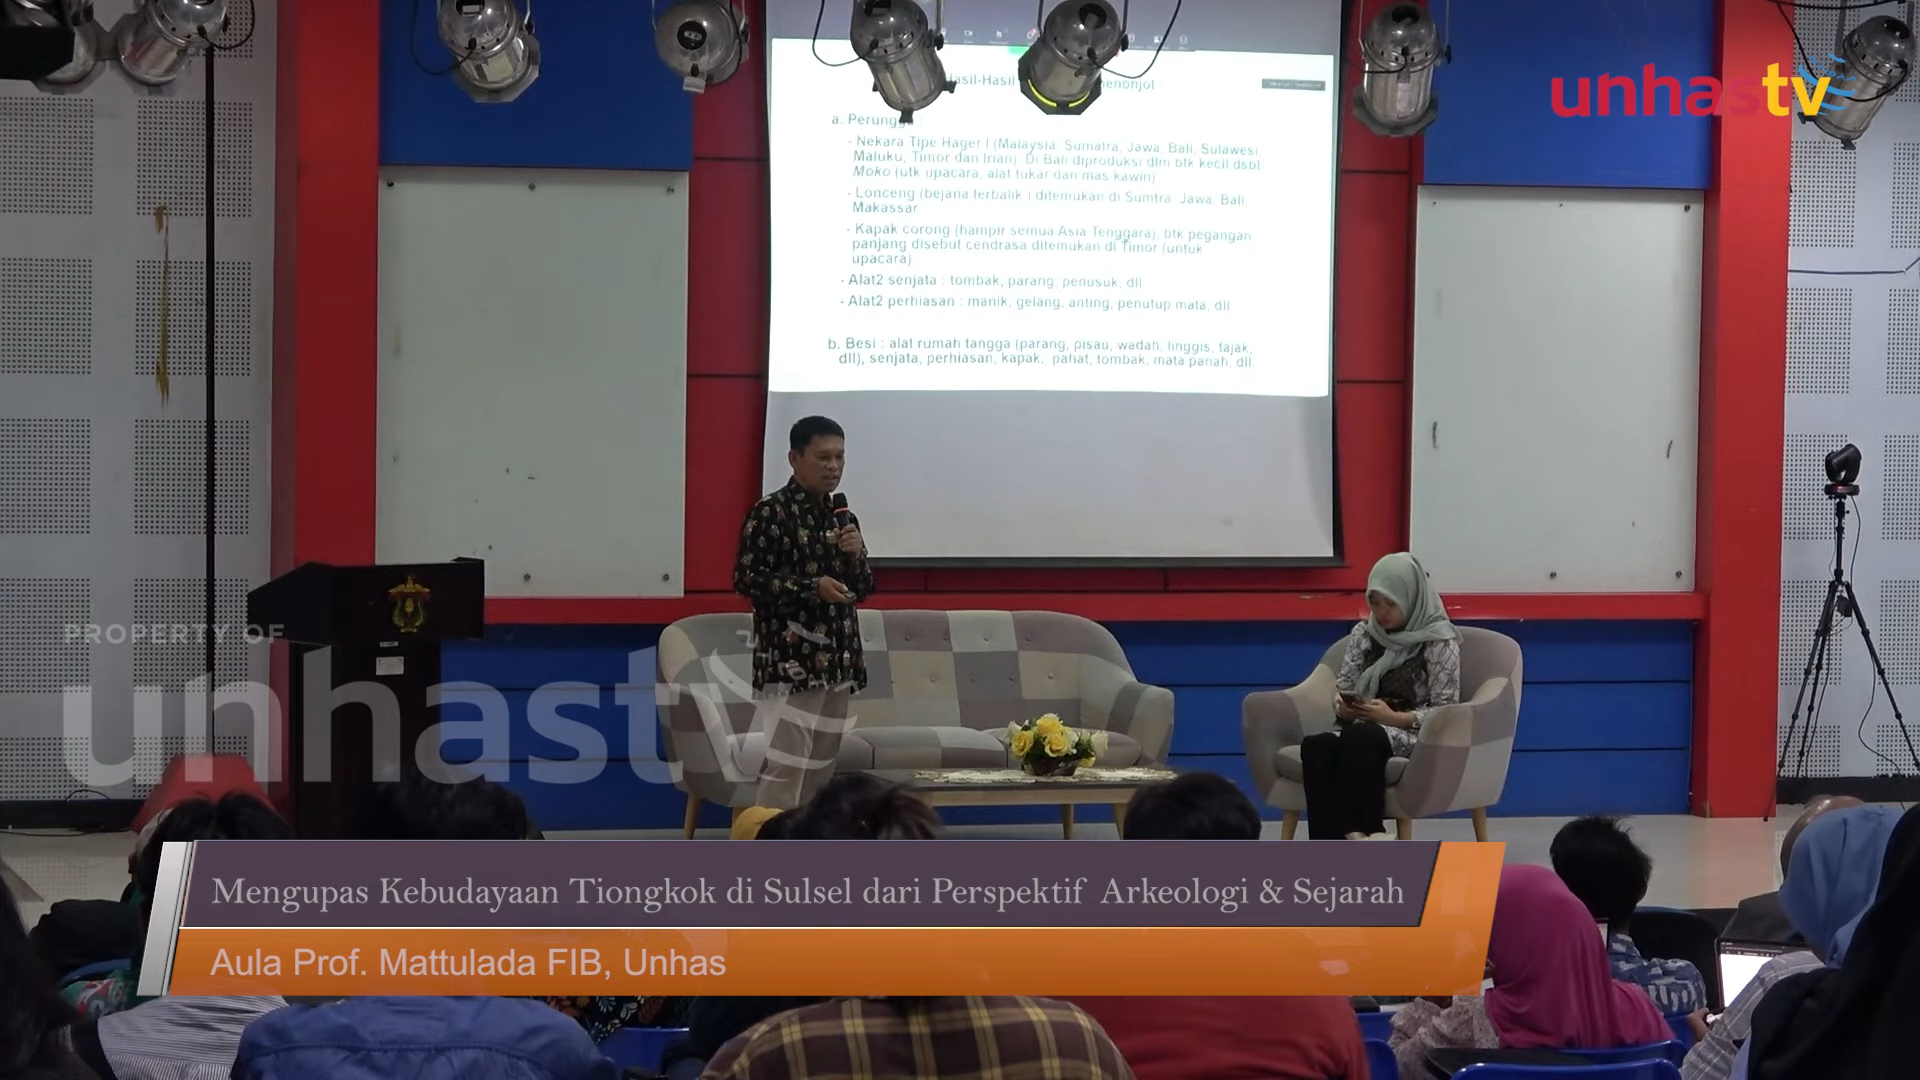 unhastv
asil-Hasil enonjol
a. Perungg
- Nekara Tipe Hager I (Malaysia, Sumatra, Jawa, Bali, Sulawesi,
Maluku, Timor dan Irian). Di Bali diproduksi dlm btk kecil dsbt
Moko (utk upacara, alat tukar dan mas kawin)
- Lonceng (bejana terbalik ) ditemukan di Sumtra, Jawa, Bali,
Makassar
- Kapak corong (hampir semua Asia Tenggara), btk pegangan
panjang disebut cendrasa ditemukan di Timor (untuk
upacara)
- Alat2 senjata : tombak, parang, penusuk, dll
- Alat2 perhiasan : manik, gelang, anting, penutup mata, dll
b. Besi : alat rumah tangga (parang, pisau, wadah, linggis, tajak,
dll), senjata, perhiasan, kapak, pahat, tombak, mata panah, dll
PROPERTY OF
unhastv
Mengupas Kebudayaan Tiongkok di Sulsel dari Perspektif Arkeologi & Sejarah
Aula Prof. Mattulada FIB, Unhas